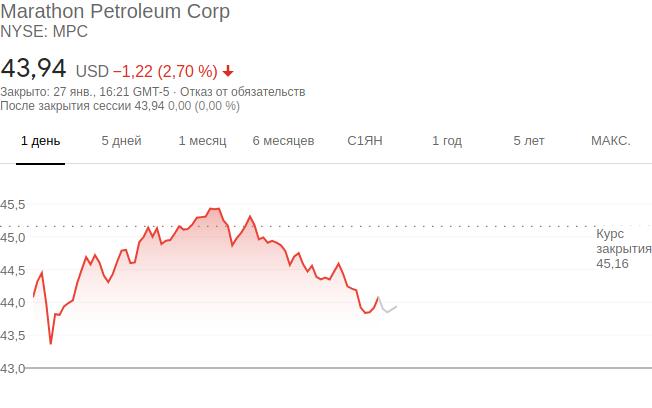 Marathon Petroleum Corp
NYSE: MPC
43,94 USD −1,22 (2,70 %)
Закрыто: 27 янв., 16:21 GMT-5 · Отказ от обязательств
После закрытия сессии 43,94 0,00 (0,00 %)
1 день 5 дней 1 месяц 6 месяцев С1ЯН 1 год 5 лет МАКС.
45,5
45,0
44,5
44,0
43,5
43,0
Курс
закрытия
45,16